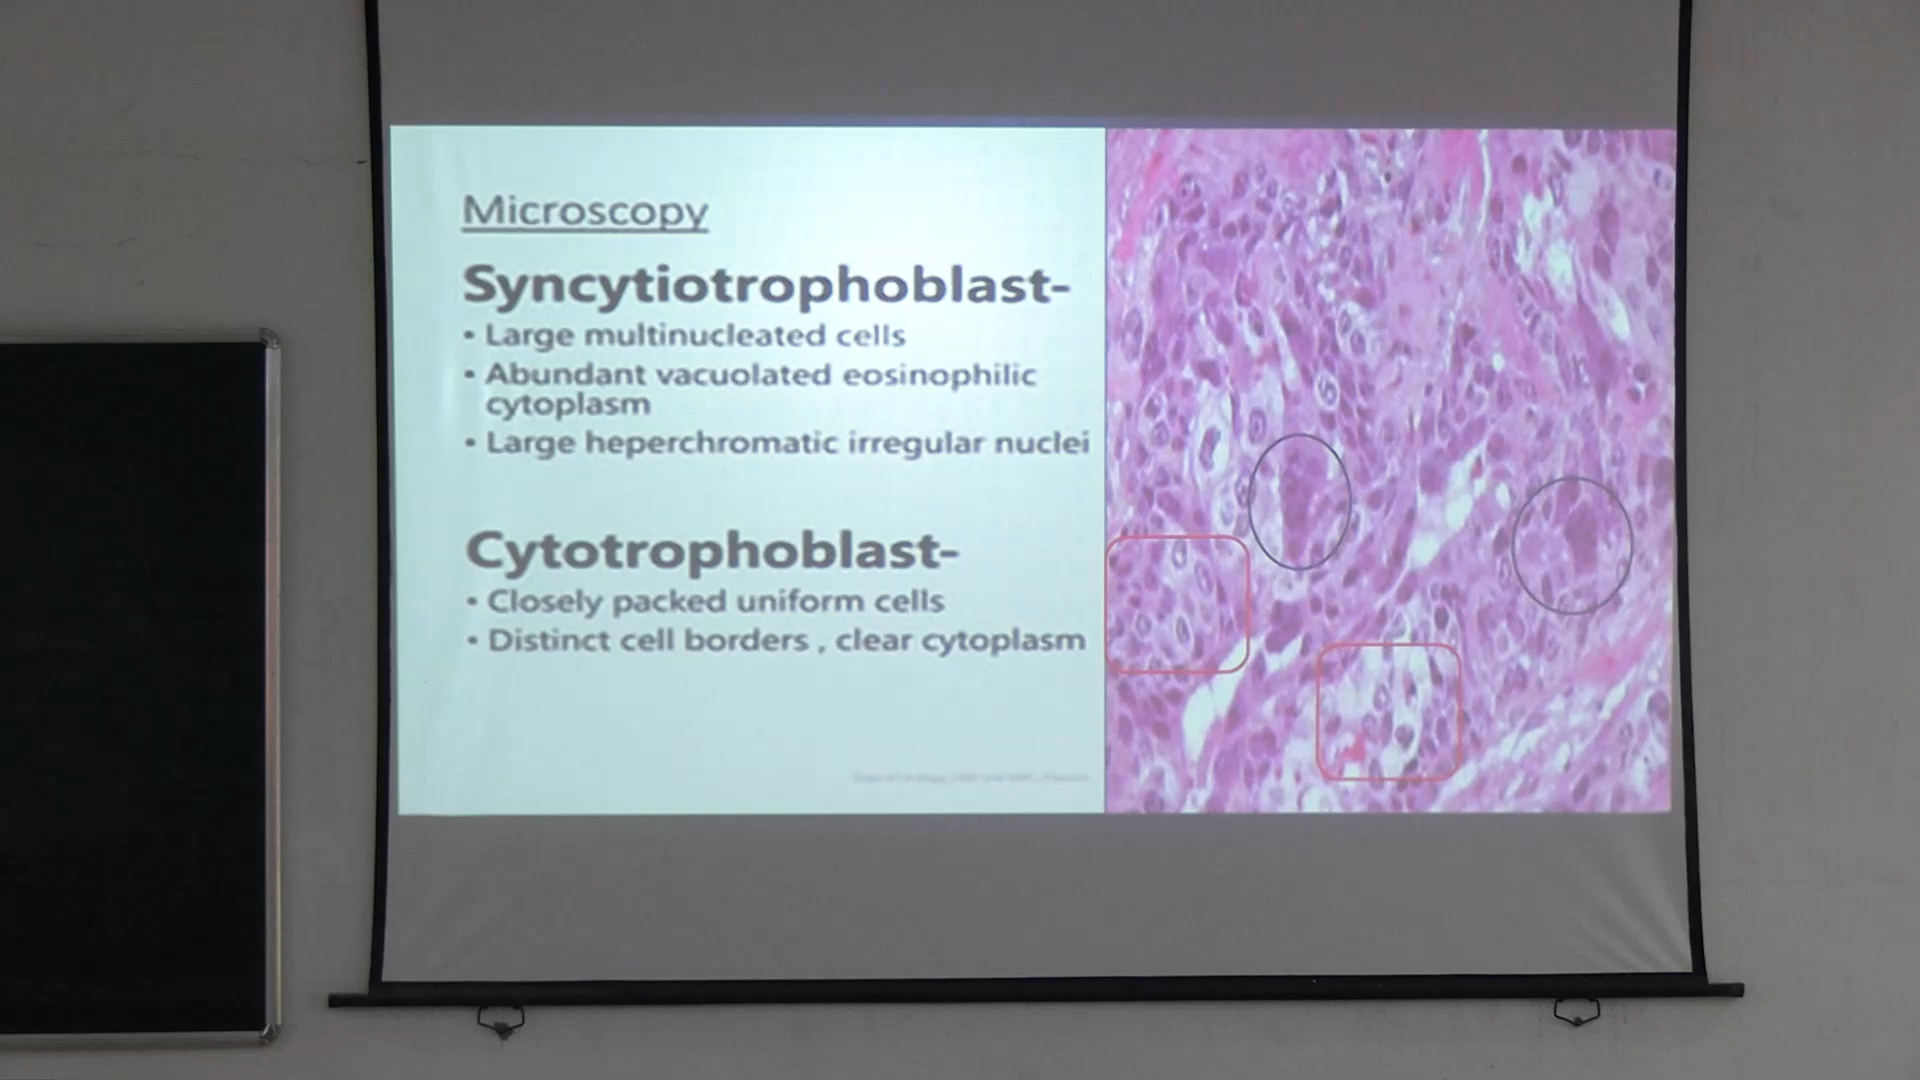 Microscopy
Syncytiotrophoblast-
• Large multinucleated cells
• Abundant vacuolated eosinophilic
cytoplasm
• Large heperchromatic irregular nuclei
Cytotrophoblast-
• Closely packed uniform cells
• Distinct cell borders , clear cytoplasm